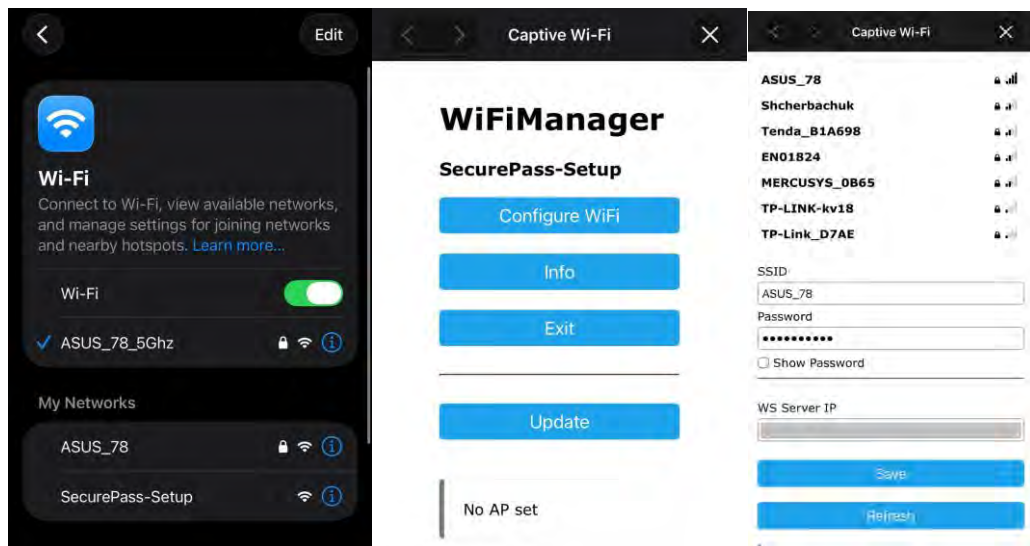 Edit
Wi-Fi
Connect to Wi-Fi, view available networks,
and manage settings for joining networks
and nearby hotspots. Learn more...
Wi-Fi
ASUS_78_5Ghz
My Networks
ASUS_78
SecurePass-Setup
Captive Wi-Fi
WiFiManager
SecurePass-Setup
Configure WiFi
Info
Exit
Update
No AP set
Captive Wi-Fi
ASUS_78
Shcherbachuk
Tenda_B1A698
EN01824
MERCUSYS_0B65
TP-LINK-kv18
TP-Link_D7AE
SSID
ASUS_78
Password
Show Password
WS Server IP
Save
Refresh